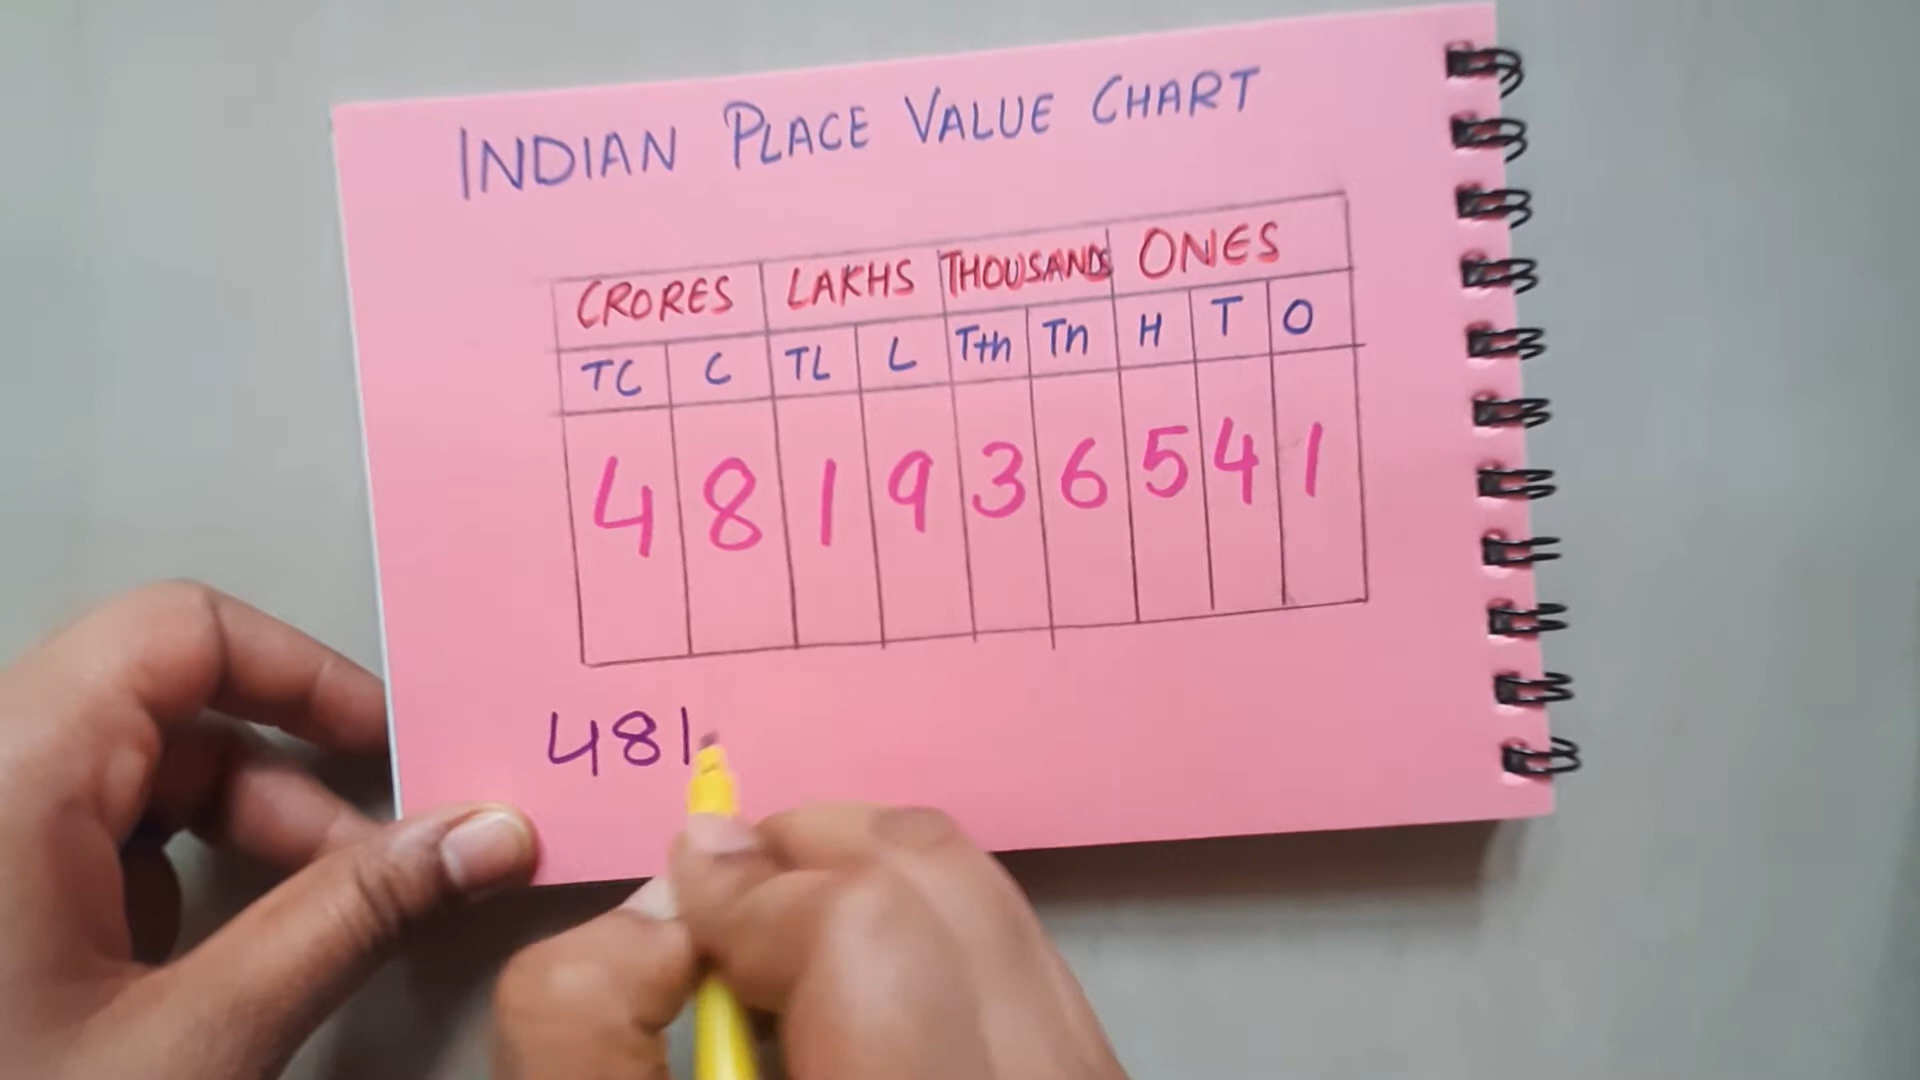 INDIAN PLACE VALUE CHART
CRORES LAKHS THOUSANDS ONES
TC C TL L Tth Th H T O
4 8 1 9 3 6 5 4 1
481